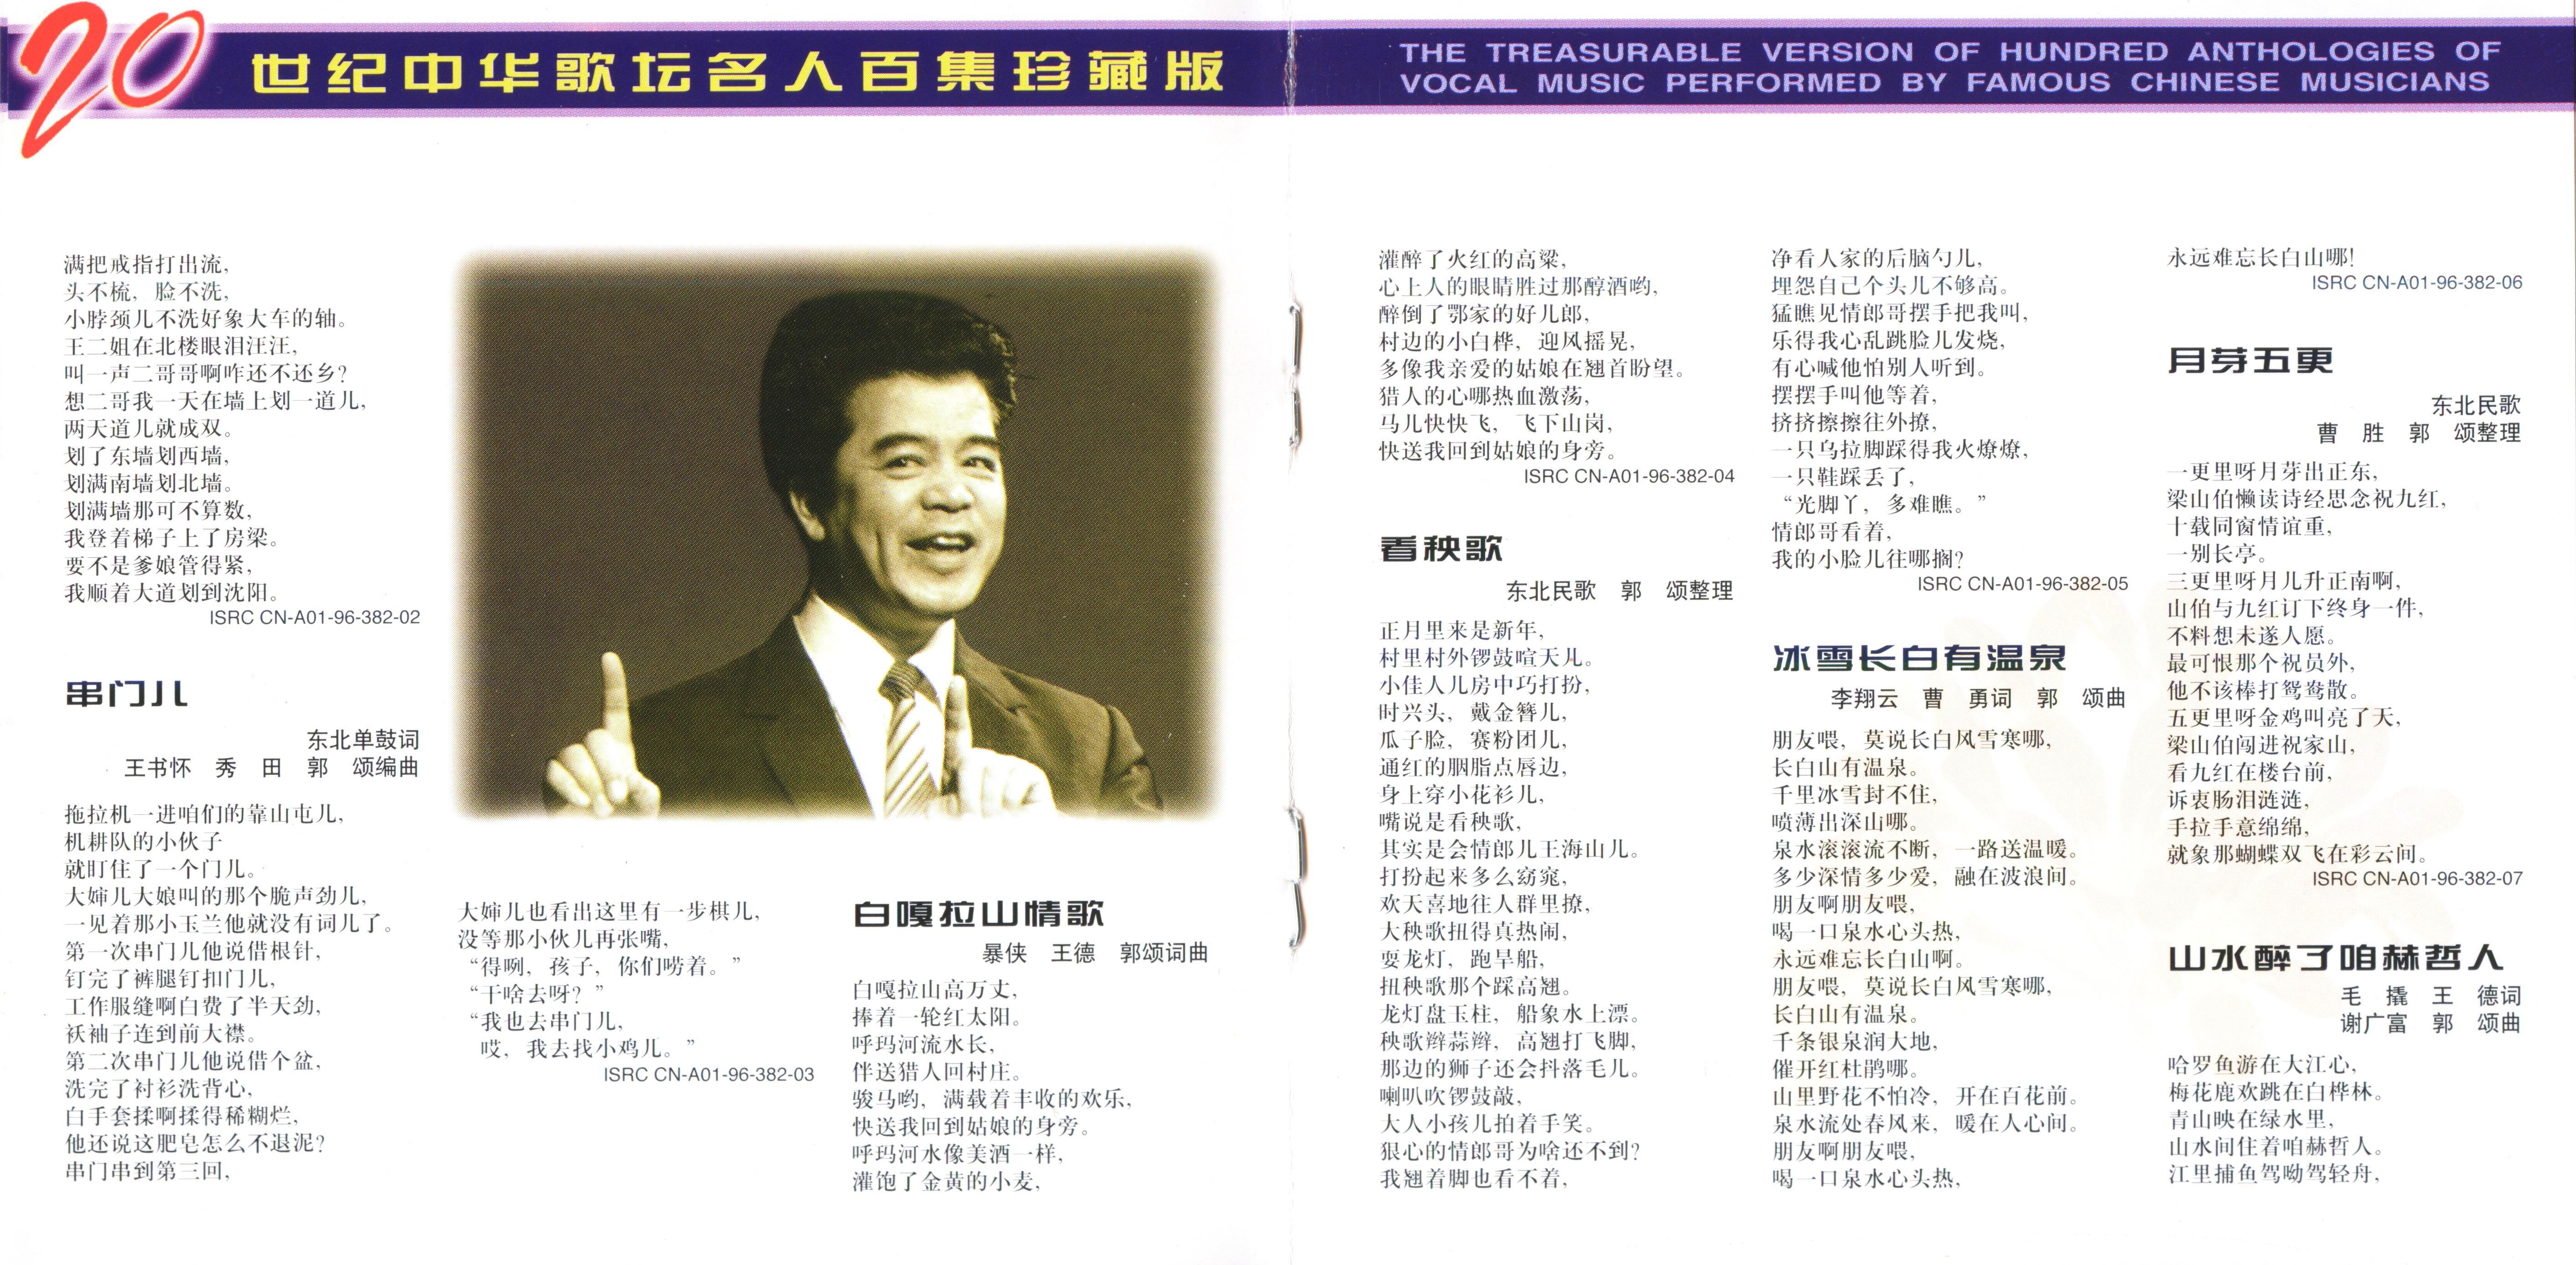 20世纪中华歌坛名人百集珍藏版
THE TREASURABLE VERSION OF HUNDRED ANTHOLOGIES OF
VOCAL MUSIC PERFORMED BY FAMOUS CHINESE MUSICIANS
满把戒指打出流,
头不梳, 脸不洗,
小脖颈儿不洗好象大车的轴。
王二姐在北楼眼泪汪汪,
叫一声二哥哥啊咋还不还乡?
想二哥我一天在墙上划一道儿,
两天道儿就成双。
划了东墙划西墙,
划满南墙划北墙。
划满墙那可不算数,
我登着梯子上了房梁。
要不是爹娘管得紧,
我顺着大道划到沈阳。
ISRC CN-A01-96-382-02
串门儿
东北单鼓词
王书怀 秀 田 郭 颂编曲
拖拉机一进咱们的靠山屯儿,
机耕队的小伙子
就盯住了一个门儿。
大婶儿大娘叫的那个脆声劲儿,
一见着那小玉兰他就没有词儿了。
第一次串门儿他说借根针,
钉完了裤腿钉扣门儿,
工作服缝啊白费了半天劲,
袄袖子连到前大襟。
第二次串门儿他说借个盆,
洗完了衬衫洗背心,
白手套揉啊揉得稀糊烂,
他还说这肥皂怎么不退泥?
串门串到第三回,
大婶儿也看出这里有一步棋儿,
没等那小伙儿再张嘴,
“得咧, 孩子, 你们唠着。”
“干啥去呀? ”
“我也去串门儿,
哎, 我去找小鸡儿。”
ISRC CN-A01-96-382-03
白嘎拉山情歌
暴侠 王德 郭颂词曲
白嘎拉山高万丈,
捧着一轮红太阳。
呼玛河流水长,
伴送猎人回村庄。
骏马哟, 满载着丰收的欢乐,
快送我回到姑娘的身旁。
呼玛河水像美酒一样,
灌饱了金黄的小麦,
灌醉了火红的高粱,
心上人的眼睛胜过那醇酒哟,
醉倒了鄂家的好儿郎,
村边的小白桦, 迎风摇晃,
多像我亲爱的姑娘在翘首盼望。
猎人的心哪热血激荡,
马儿快快飞, 飞下山岗,
快送我回到姑娘的身旁。
ISRC CN-A01-96-382-04
看秧歌
东北民歌 郭 颂整理
正月里来是新年,
村里村外锣鼓喧天儿。
小佳人儿房中巧打扮,
时兴头, 戴金簪儿,
瓜子脸, 赛粉团儿,
通红的胭脂点唇边,
身上穿小花衫儿,
嘴说是看秧歌,
其实是会情郎儿王海山儿。
打扮起来多么窈窕,
欢天喜地往人群里撩,
大秧歌扭得真热闹,
耍龙灯, 跑旱船,
扭秧歌那个踩高翘。
龙灯盘玉柱, 船象水上漂。
秧歌辫蒜辫, 高翘打飞脚,
那边的狮子还会抖落毛儿。
喇叭吹锣鼓敲,
大人小孩儿拍着手笑。
狠心的情郎哥为啥还不到?
我翘着脚也看不着,
净看人家的后脑勺儿,
埋怨自己个头儿不够高。
猛瞧见情郎哥摆手把我叫,
乐得我心乱跳脸儿发烧,
有心喊他怕别人听到。
摆摆手叫他等着,
挤挤擦擦往外撩,
一只乌拉脚踩得我火燎燎,
一只鞋踩丢了,
“光脚丫, 多难瞧。”
情郎哥看着,
我的小脸儿往哪搁?
ISRC CN-A01-96-382-05
冰雪长白有温泉
李翔云 曹 勇词 郭 颂曲
朋友喂, 莫说长白风雪寒哪,
长白山有温泉。
千里冰雪封不住,
喷薄出深山哪。
泉水滚滚流不断, 一路送温暖。
多少深情多少爱, 融在波浪间。
朋友啊朋友喂,
喝一口泉水心头热,
永远难忘长白山啊。
朋友喂, 莫说长白风雪寒哪,
长白山有温泉。
千条银泉润大地,
催开红杜鹃哪。
山里野花不怕冷, 开在百花前。
泉水流处春风来, 暖在人心间。
朋友啊朋友喂,
喝一口泉水心头热,
永远难忘长白山哪!
ISRC CN-A01-96-382-06
月芽五更
东北民歌
曹 胜 郭 颂整理
一更里呀月芽出正东,
梁山伯懒读诗经思念祝九红,
十载同窗情谊重,
一别长亭。
三更里呀月儿升正南啊,
山伯与九红订下终身一件,
不料想未遂人愿。
最可恨那个祝员外,
他不该棒打鸳鸯散。
五更里呀金鸡叫亮了天,
梁山伯闯进祝家山,
看九红在楼台前,
诉衷肠泪涟涟,
手拉手意绵绵,
就象那蝴蝶双飞在彩云间。
ISRC CN-A01-96-382-07
山水醉了咱赫哲人
毛 撬 王 德词
谢广富 郭 颂曲
哈罗鱼游在大江心,
梅花鹿欢跳在白桦林。
青山映在绿水里,
山水间住着咱赫哲人。
江里捕鱼驾呦驾轻舟,